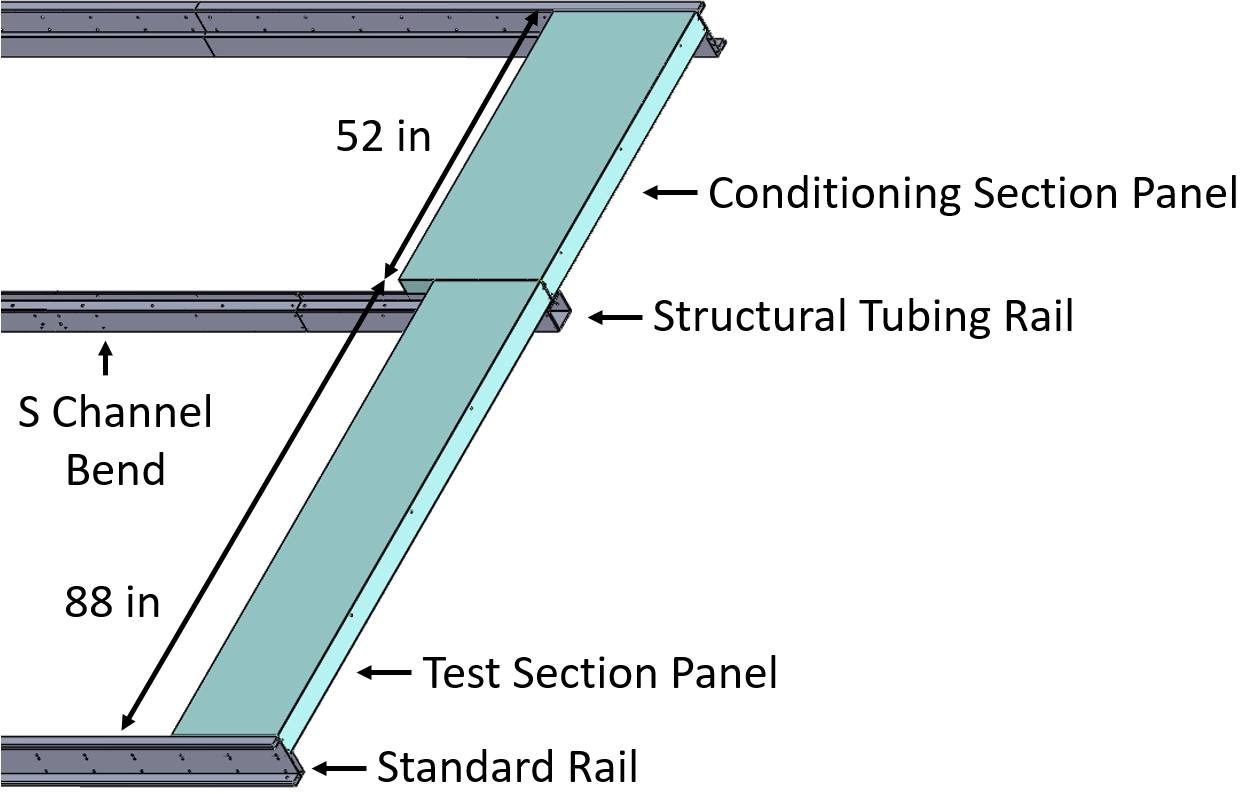 52 in
Conditioning Section Panel
Structural Tubing Rail
S Channel
Bend
88 in
Test Section Panel
Standard Rail